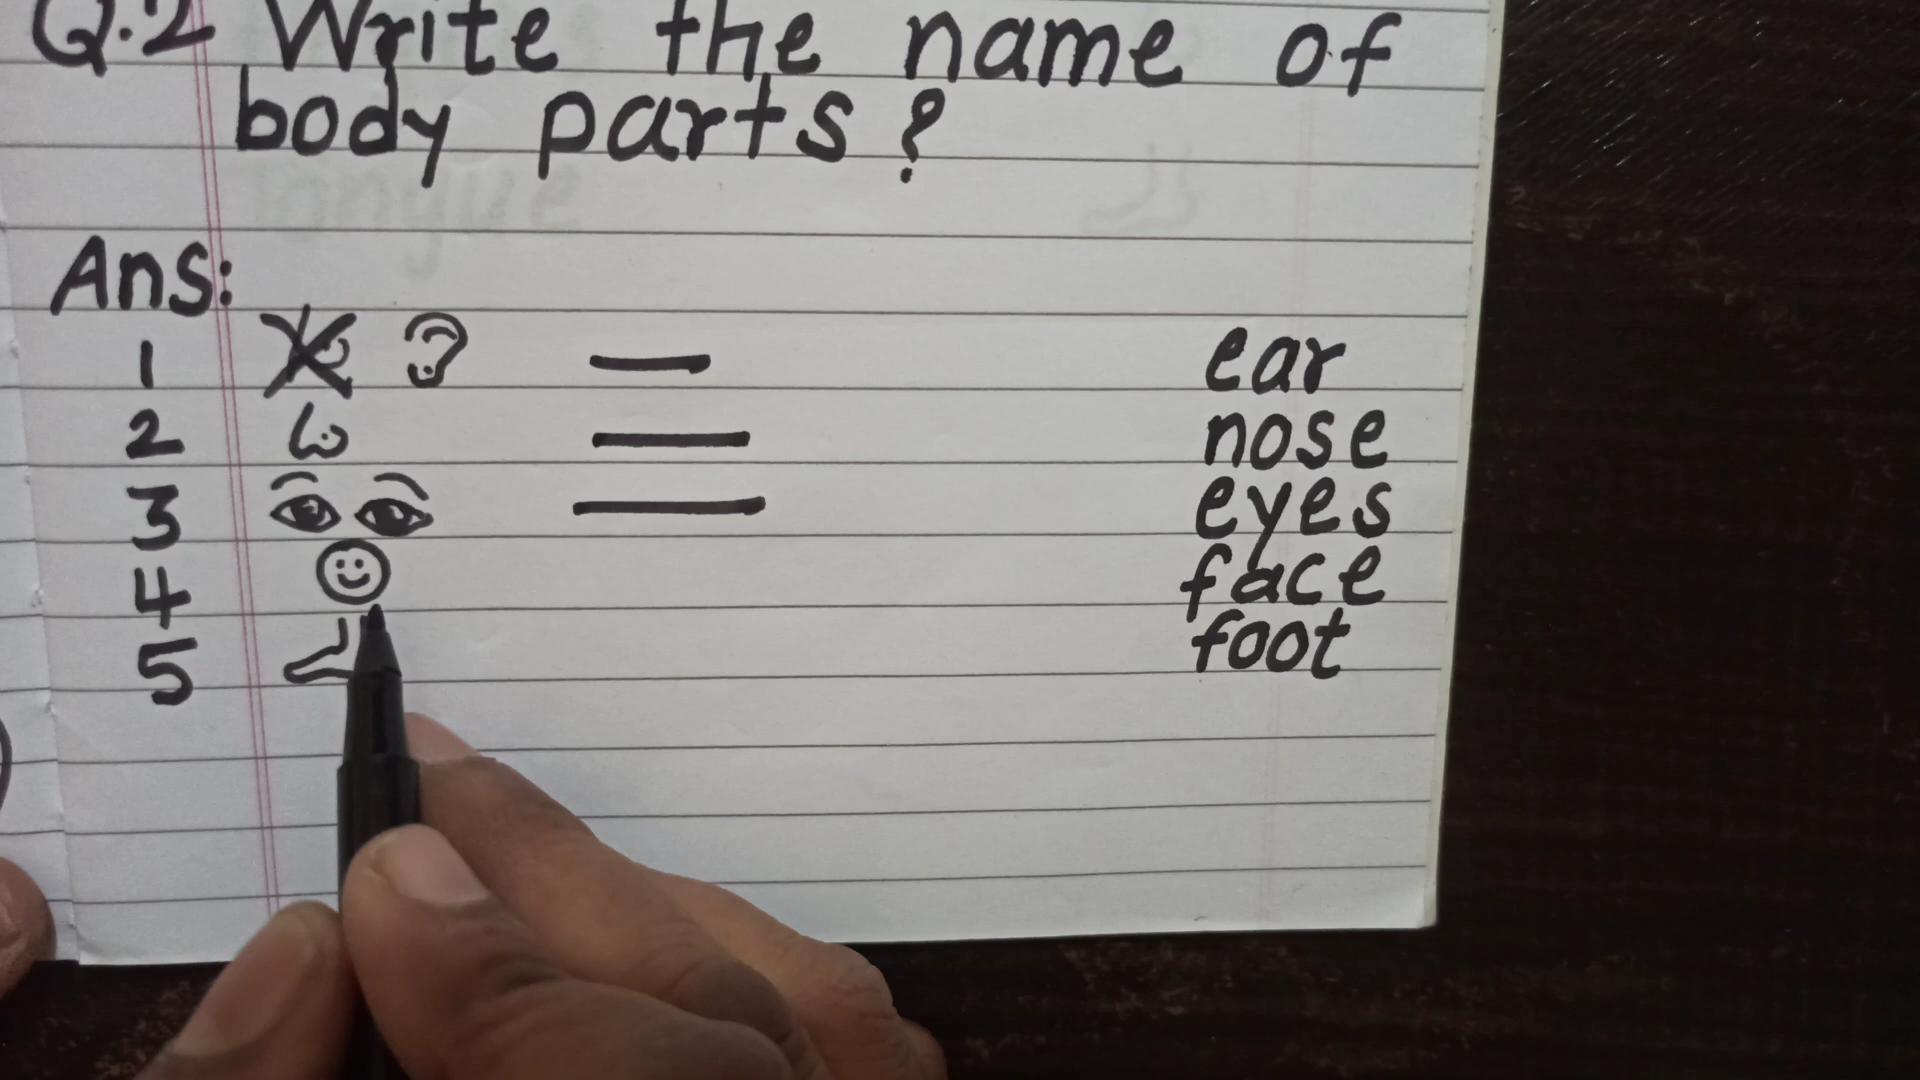 Q.2 Write the name of
body parts?
Ans:
1 — ear
2 — nose
3 — eyes
4 face
5 foot